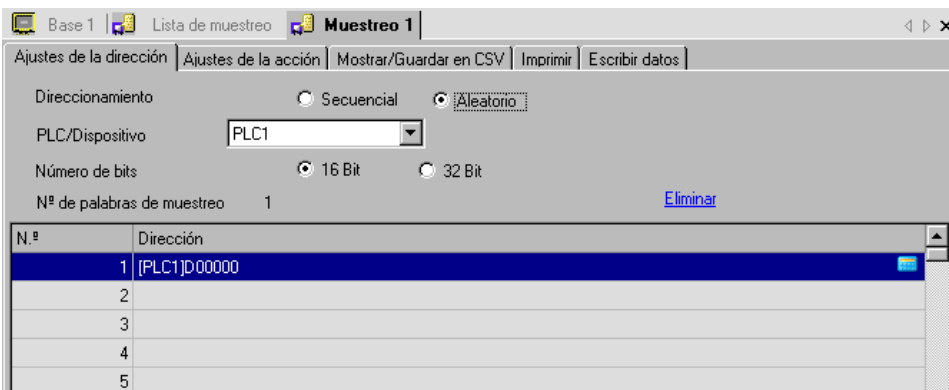 Base 1 Lista de muestreo Muestreo 1
Ajustes de la dirección Ajustes de la acción Mostrar/Guardar en CSV Imprimir Escribir datos
Direccionamiento Secuencial Aleatorio
PLC/Dispositivo PLC1
Número de bits 16 Bit 32 Bit
Nº de palabras de muestreo 1 Eliminar
N.º Dirección
1 [PLC1]D00000
2
3
4
5